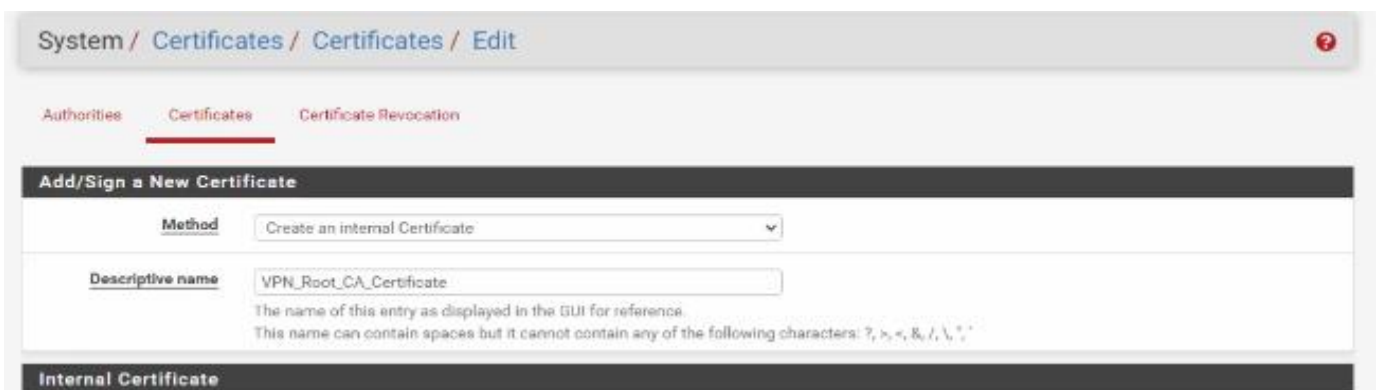 System / Certificates / Certificates / Edit
Authorities Certificates Certificate Revocation
Add/Sign a New Certificate
Method Create an internal Certificate
Descriptive name VPN_Root_CA_Certificate
The name of this entry as displayed in the GUI for reference.
This name can contain spaces but it cannot contain any of the following characters: ?, >, <, &, /, \, ", '
Internal Certificate